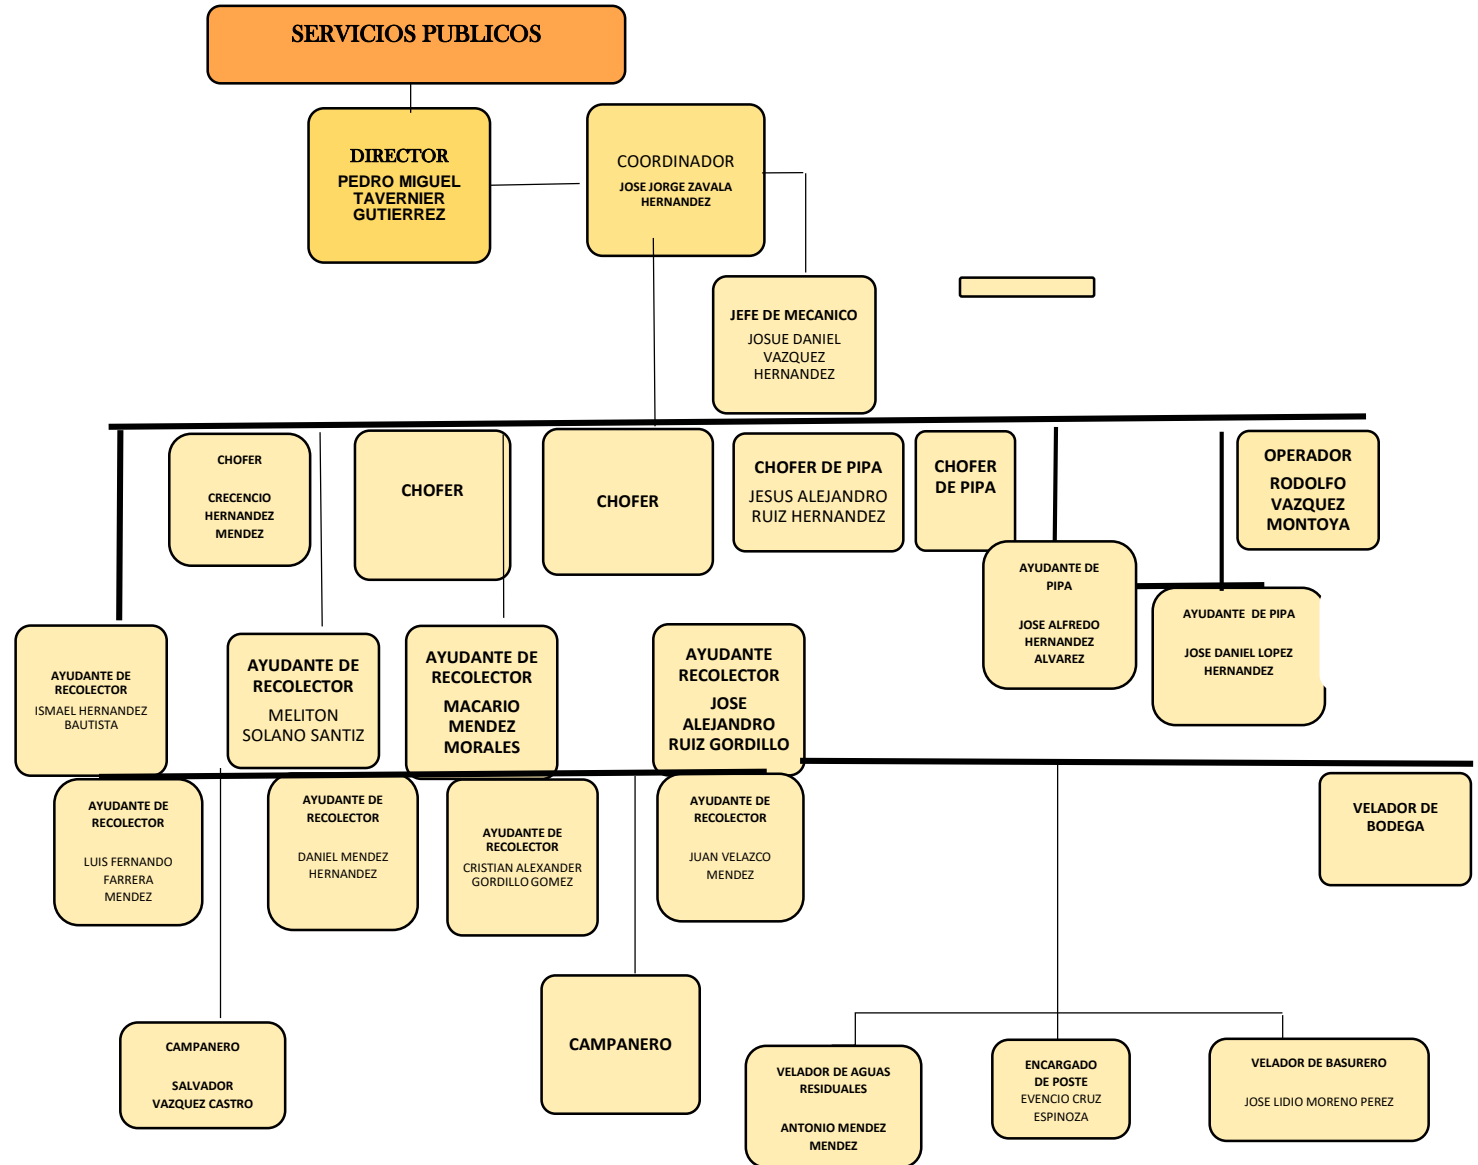 SERVICIOS PUBLICOS
DIRECTOR
PEDRO MIGUEL
TAVERNIER
GUTIERREZ
COORDINADOR
JOSE JORGE ZAVALA
HERNANDEZ
JEFE DE MECANICO
JOSUE DANIEL
VAZQUEZ
HERNANDEZ
CHOFER
CRECENCIO
HERNANDEZ
MENDEZ
CHOFER
CHOFER
CHOFER DE PIPA
JESUS ALEJANDRO
RUIZ HERNANDEZ
CHOFER
DE PIPA
OPERADOR
RODOLFO
VAZQUEZ
MONTOYA
AYUDANTE DE
PIPA
JOSE ALFREDO
HERNANDEZ
ALVAREZ
AYUDANTE DE PIPA
JOSE DANIEL LOPEZ
HERNANDEZ
AYUDANTE DE
RECOLECTOR
ISMAEL HERNANDEZ
BAUTISTA
AYUDANTE DE
RECOLECTOR
MELITON
SOLANO SANTIZ
AYUDANTE DE
RECOLECTOR
MACARIO
MENDEZ
MORALES
AYUDANTE
RECOLECTOR
JOSE
ALEJANDRO
RUIZ GORDILLO
AYUDANTE DE
RECOLECTOR
LUIS FERNANDO
FARRERA
MENDEZ
AYUDANTE DE
RECOLECTOR
DANIEL MENDEZ
HERNANDEZ
AYUDANTE DE
RECOLECTOR
CRISTIAN ALEXANDER
GORDILLO GOMEZ
AYUDANTE DE
RECOLECTOR
JUAN VELAZCO
MENDEZ
VELADOR DE
BODEGA
CAMPANERO
SALVADOR
VAZQUEZ CASTRO
CAMPANERO
VELADOR DE AGUAS
RESIDUALES
ANTONIO MENDEZ
MENDEZ
ENCARGADO
DE POSTE
EVENCIO CRUZ
ESPINOZA
VELADOR DE BASURERO
JOSE LIDIO MORENO PEREZ